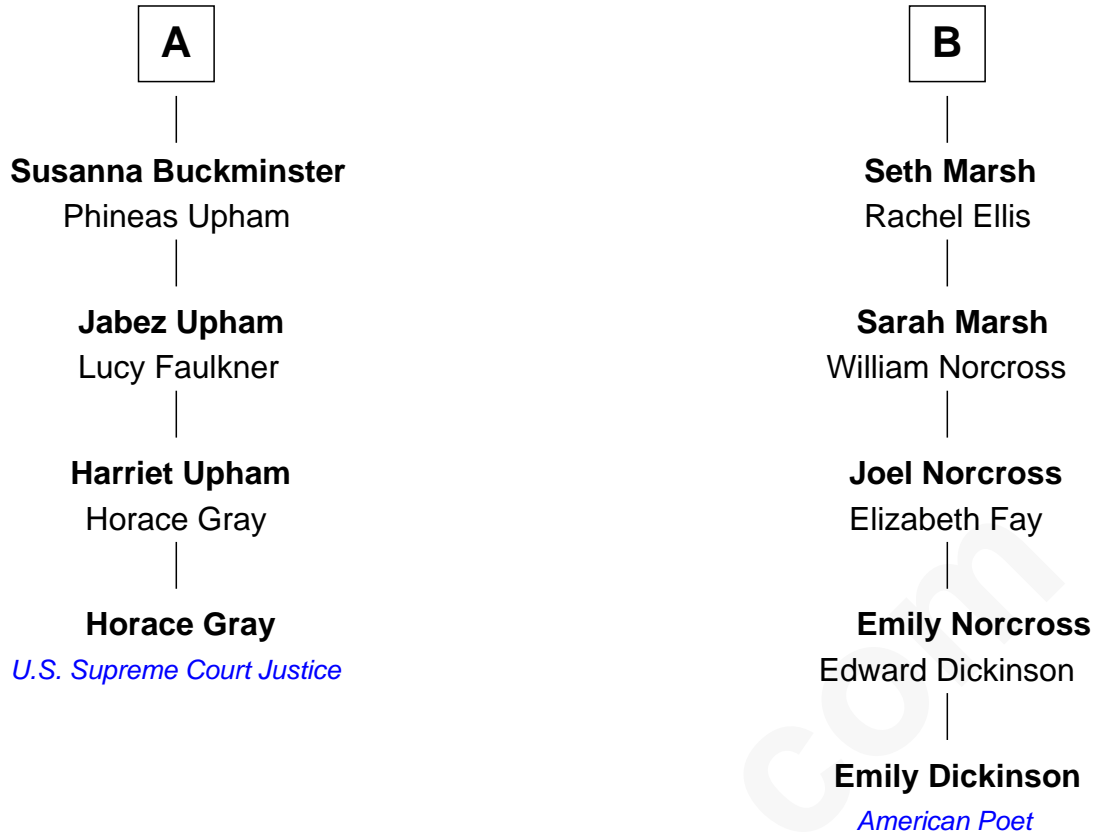 A
Susanna Buckminster
Phineas Upham
Jabez Upham
Lucy Faulkner
Harriet Upham
Horace Gray
Horace Gray
U.S. Supreme Court Justice
B
Seth Marsh
Rachel Ellis
Sarah Marsh
William Norcross
Joel Norcross
Elizabeth Fay
Emily Norcross
Edward Dickinson
Emily Dickinson
American Poet
com